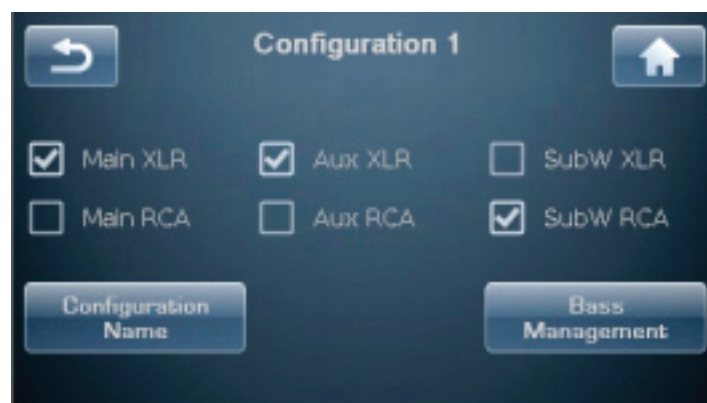 Configuration 1
Main XLR Aux XLR SubW XLR
Main RCA Aux RCA SubW RCA
Configuration Name
Bass Management